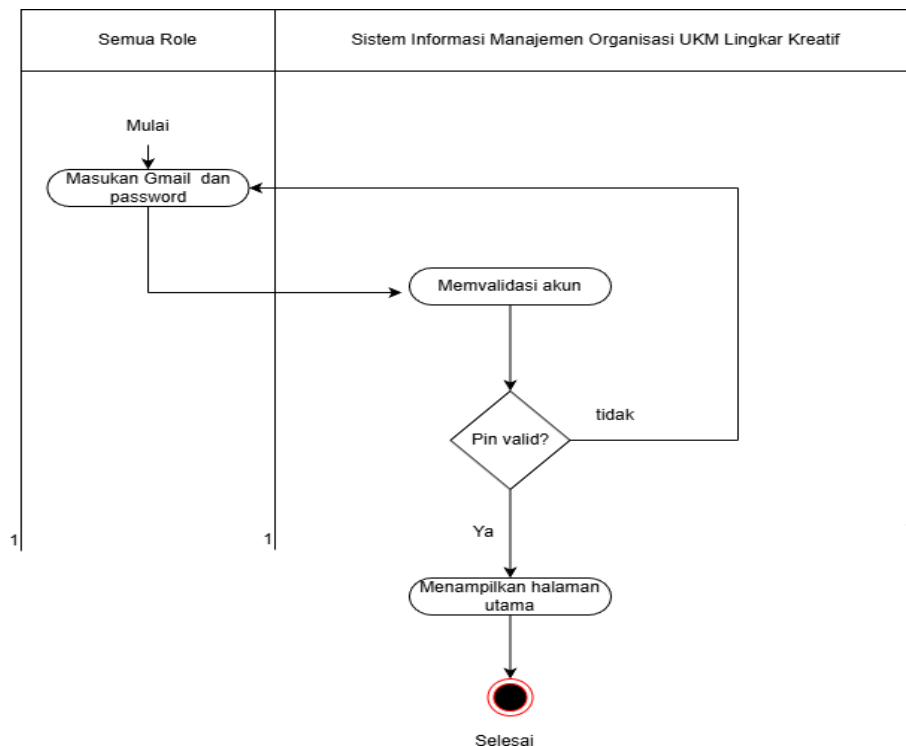 Semua Role
Sistem Informasi Manajemen Organisasi UKM Lingkar Kreatif
Mulai
Masukan Gmail dan
password
Memvalidasi akun
tidak
Pin valid?
Ya
1
1
Menampilkan halaman
utama
Selesai